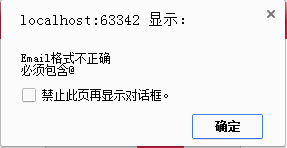 localhost:63342 显示：
Email格式不正确
必须包含@
禁止此页再显示对话框。
确定